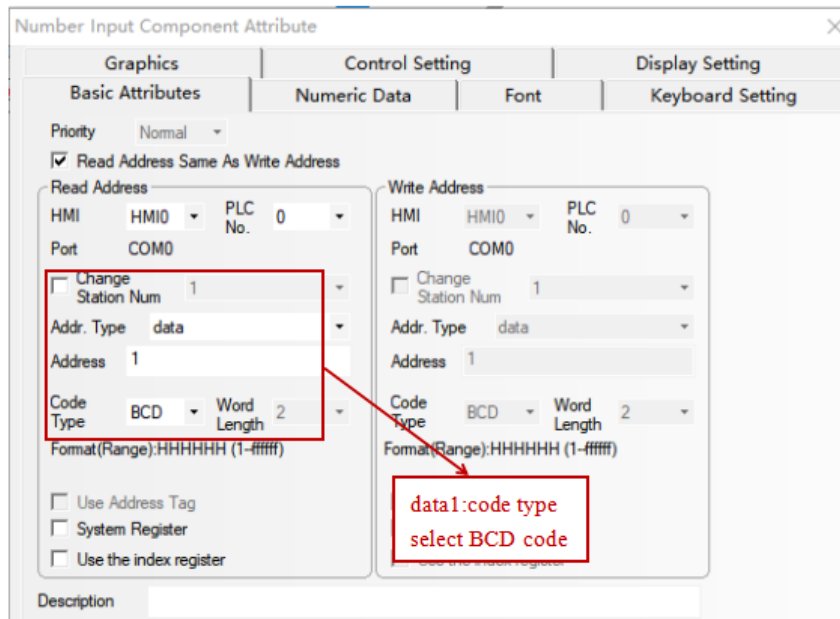 Number Input Component Attribute
Graphics Control Setting Display Setting
Basic Attributes Numeric Data Font Keyboard Setting
Priority Normal
Read Address Same As Write Address
Read Address
HMI HMI0 PLC No. 0
Port COM0
Change Station Num 1
Addr. Type data
Address 1
Code Type BCD Word Length 2
Format(Range):HHHHHH (1~ffffff)
Use Address Tag
System Register
Use the index register
Write Address
HMI HMI0 PLC No. 0
Port COM0
Change Station Num 1
Addr. Type data
Address 1
Code Type BCD Word Length 2
Format(Range):HHHHHH (1~ffffff)
data1:code type
select BCD code
Description